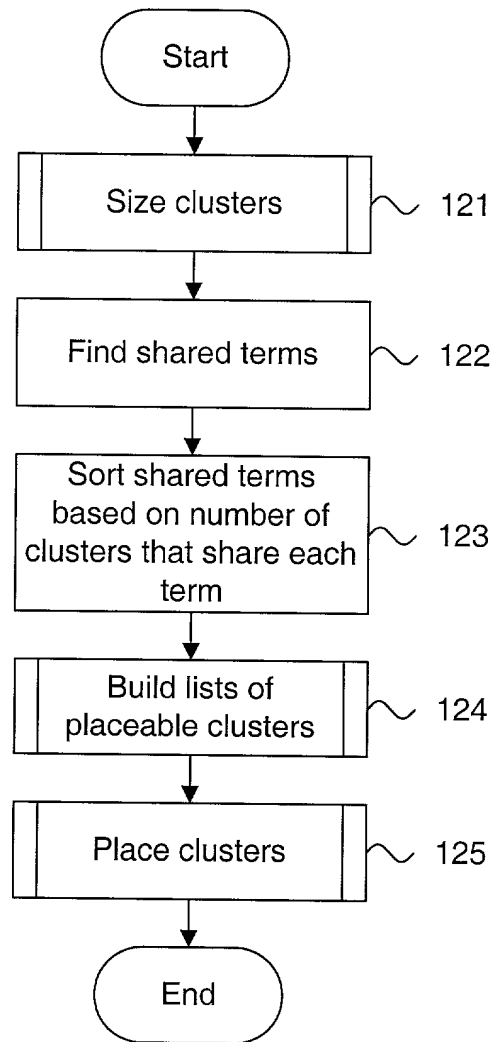 Start
Size clusters
121
Find shared terms
122
Sort shared terms
based on number of
clusters that share each
term
123
Build lists of
placeable clusters
124
Place clusters
125
End